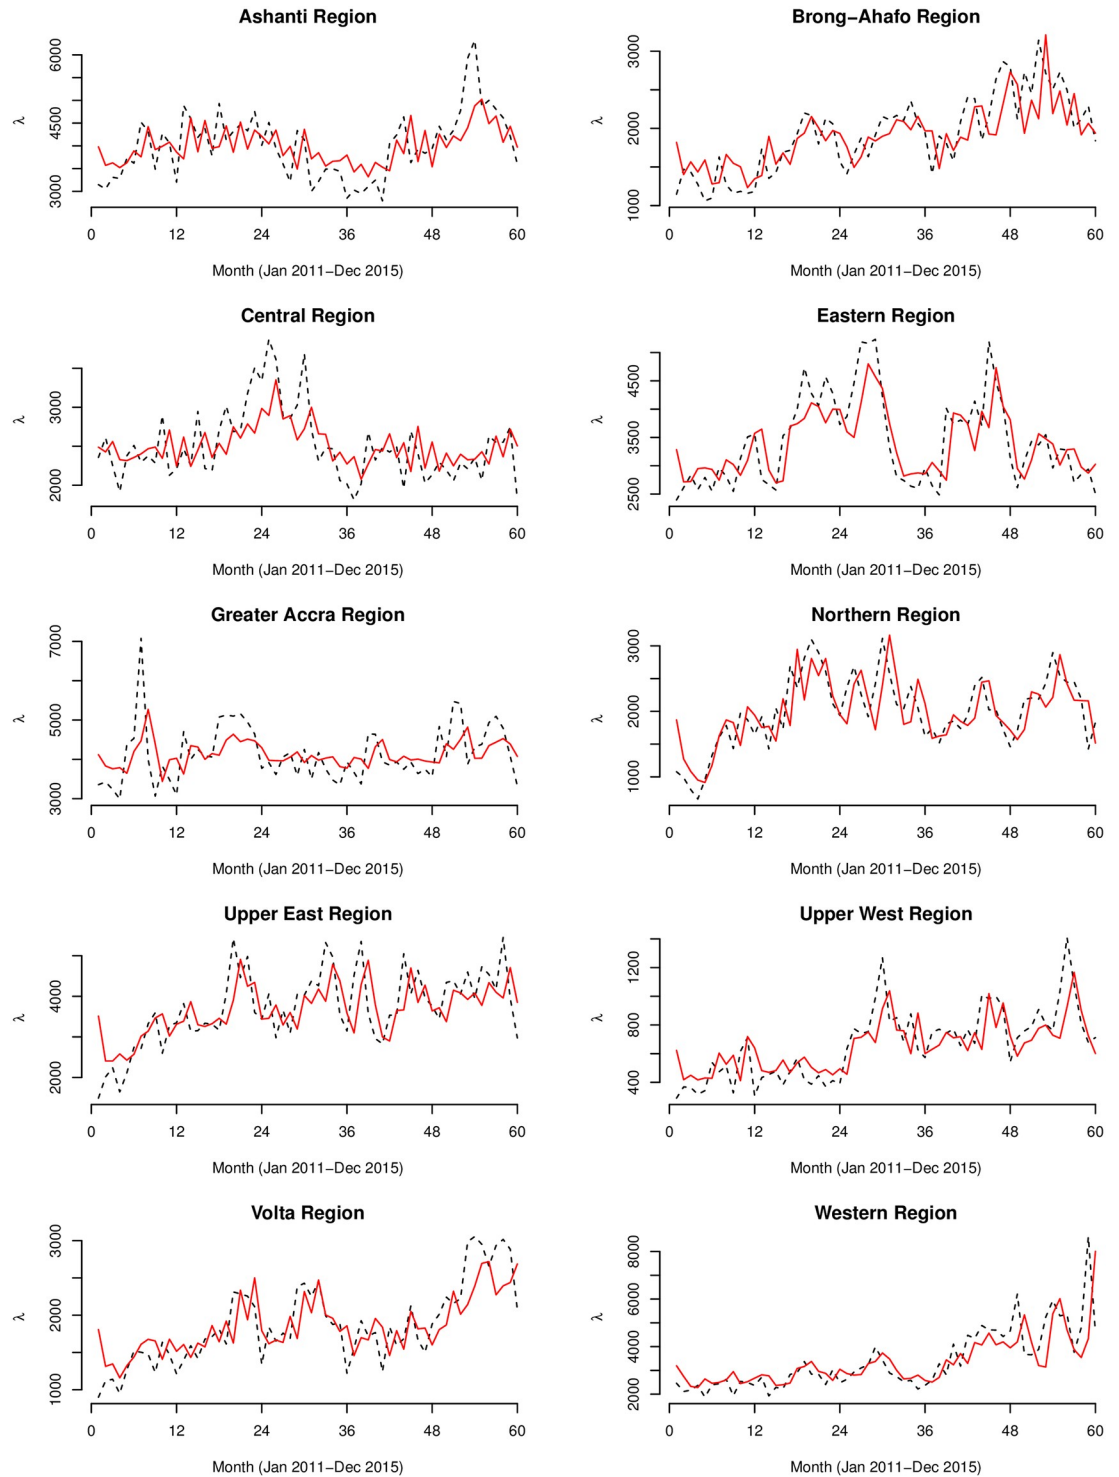 Ashanti Region
λ
6000
4500
3000
0 12 24 36 48 60
Month (Jan 2011−Dec 2015)
Brong−Ahafo Region
λ
3000
2000
1000
0 12 24 36 48 60
Month (Jan 2011−Dec 2015)
Central Region
λ
3000
2000
0 12 24 36 48 60
Month (Jan 2011−Dec 2015)
Eastern Region
λ
4500
3500
2500
0 12 24 36 48 60
Month (Jan 2011−Dec 2015)
Greater Accra Region
λ
7000
5000
3000
0 12 24 36 48 60
Month (Jan 2011−Dec 2015)
Northern Region
λ
3000
2000
1000
0 12 24 36 48 60
Month (Jan 2011−Dec 2015)
Upper East Region
λ
4000
2000
0 12 24 36 48 60
Month (Jan 2011−Dec 2015)
Upper West Region
λ
1200
800
400
0 12 24 36 48 60
Month (Jan 2011−Dec 2015)
Volta Region
λ
3000
2000
1000
0 12 24 36 48 60
Month (Jan 2011−Dec 2015)
Western Region
λ
8000
6000
4000
2000
0 12 24 36 48 60
Month (Jan 2011−Dec 2015)